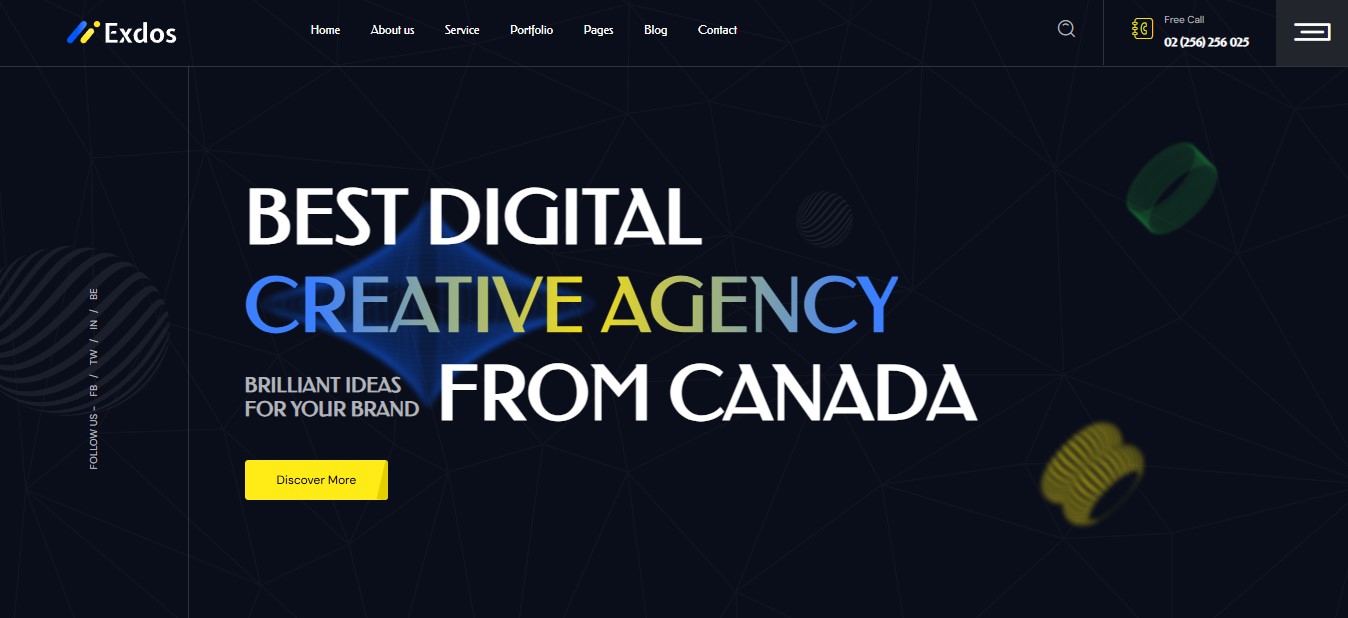 Exdos
Home About us Service Portfolio Pages Blog Contact
Free Call
02 (256) 256 025
BEST DIGITAL
CREATIVE AGENCY
BRILLIANT IDEAS
FOR YOUR BRAND
FROM CANADA
Discover More
FOLLOW US - FB / TW / IN / BE